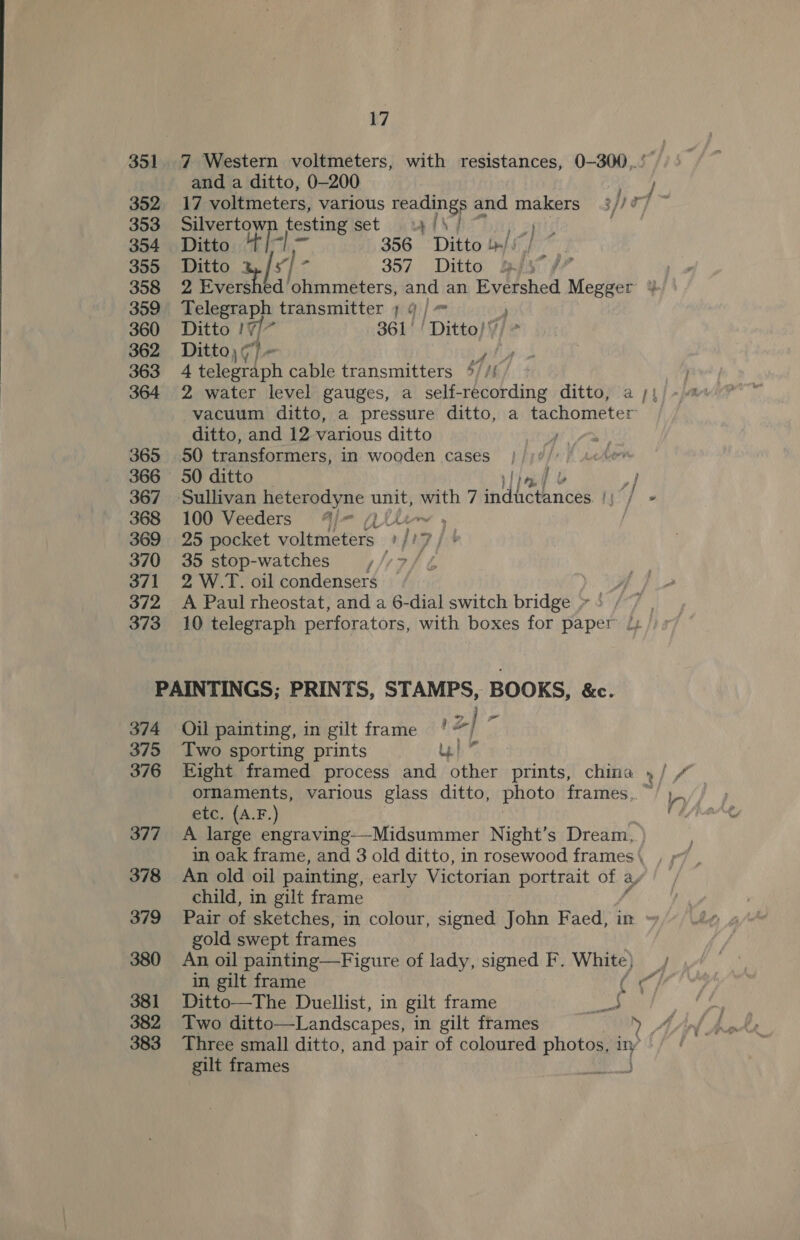 17
351 7 Western voltmeters, with resistances, 0–300,
and a ditto, 0–200
352 17 voltmeters, various readings and makers
353 Silvertown testing set
354 Ditto 356 Ditto
355 Ditto 357 Ditto
358 2 Evershed ohmmeters, and an Evershed Megger
359 Telegraph transmitter
360 Ditto 361 Ditto
362 Ditto
363 4 telegraph cable transmitters
364 2 water level gauges, a self-recording ditto, a
vacuum ditto, a pressure ditto, a tachometer
ditto, and 12 various ditto
365 50 transformers, in wooden cases
366 50 ditto
367 Sullivan heterodyne unit, with 7 inductances
368 100 Veeders
369 25 pocket voltmeters
370 35 stop-watches
371 2 W.T. oil condensers
372 A Paul rheostat, and a 6-dial switch bridge
373 10 telegraph perforators, with boxes for paper
PAINTINGS; PRINTS, STAMPS, BOOKS, &c.
374 Oil painting, in gilt frame
375 Two sporting prints
376 Eight framed process and other prints, china
ornaments, various glass ditto, photo frames,
etc. (A.F.)
377 A large engraving—Midsummer Night's Dream,
in oak frame, and 3 old ditto, in rosewood frames
378 An old oil painting, early Victorian portrait of a
child, in gilt frame
379 Pair of sketches, in colour, signed John Faed, in
gold swept frames
380 An oil painting—Figure of lady, signed F. White
in gilt frame
381 Ditto—The Duellist, in gilt frame
382 Two ditto—Landscapes, in gilt frames
383 Three small ditto, and pair of coloured photos, in
gilt frames